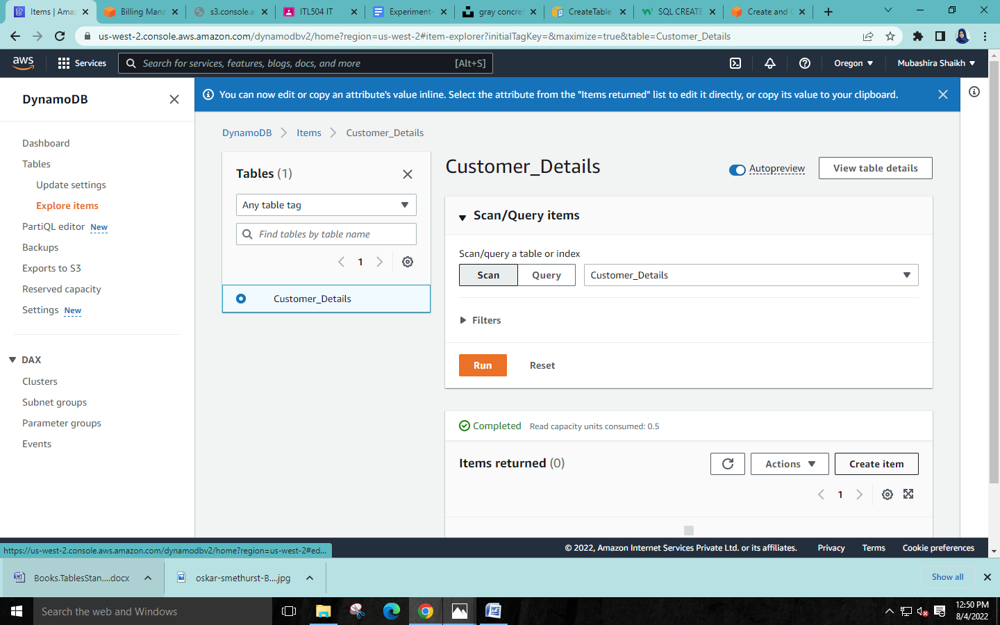 Items | Ama
Billing Mana
s3.console.a
ITL504 IT
Experiment-
gray concre
CreateTable
SQL CREATE
Create and
us-west-2.console.aws.amazon.com/dynamodbv2/home?region=us-west-2#item-explorer?initialTagKey=&maximize=true&table=Customer_Details
aws
Services
Search for services, features, blogs, docs, and more
[Alt+S]
Oregon
Mubashira Shaikh
DynamoDB
You can now edit or copy an attribute's value inline. Select the attribute from the "Items returned" list to edit it directly, or copy its value to your clipboard.
Dashboard
Tables
Update settings
Explore items
PartiQL editor New
Backups
Exports to S3
Reserved capacity
Settings New
DAX
Clusters
Subnet groups
Parameter groups
Events
DynamoDB
Items
Customer_Details
Tables (1)
Any table tag
Find tables by table name
1
Customer_Details
Customer_Details
Autopreview
View table details
Scan/Query items
Scan/query a table or index
Scan
Query
Customer_Details
Filters
Run
Reset
Completed
Read capacity units consumed: 0.5
Items returned (0)
Actions
Create item
1
https://us-west-2.console.aws.amazon.com/dynamodbv2/home?region=us-west-2#ed...
© 2022, Amazon Internet Services Private Ltd. or its affiliates.
Privacy
Terms
Cookie preferences
Books.TablesStan....docx
oskar-smethurst-B....jpg
Show all
Search the web and Windows
12:50 PM
8/4/2022